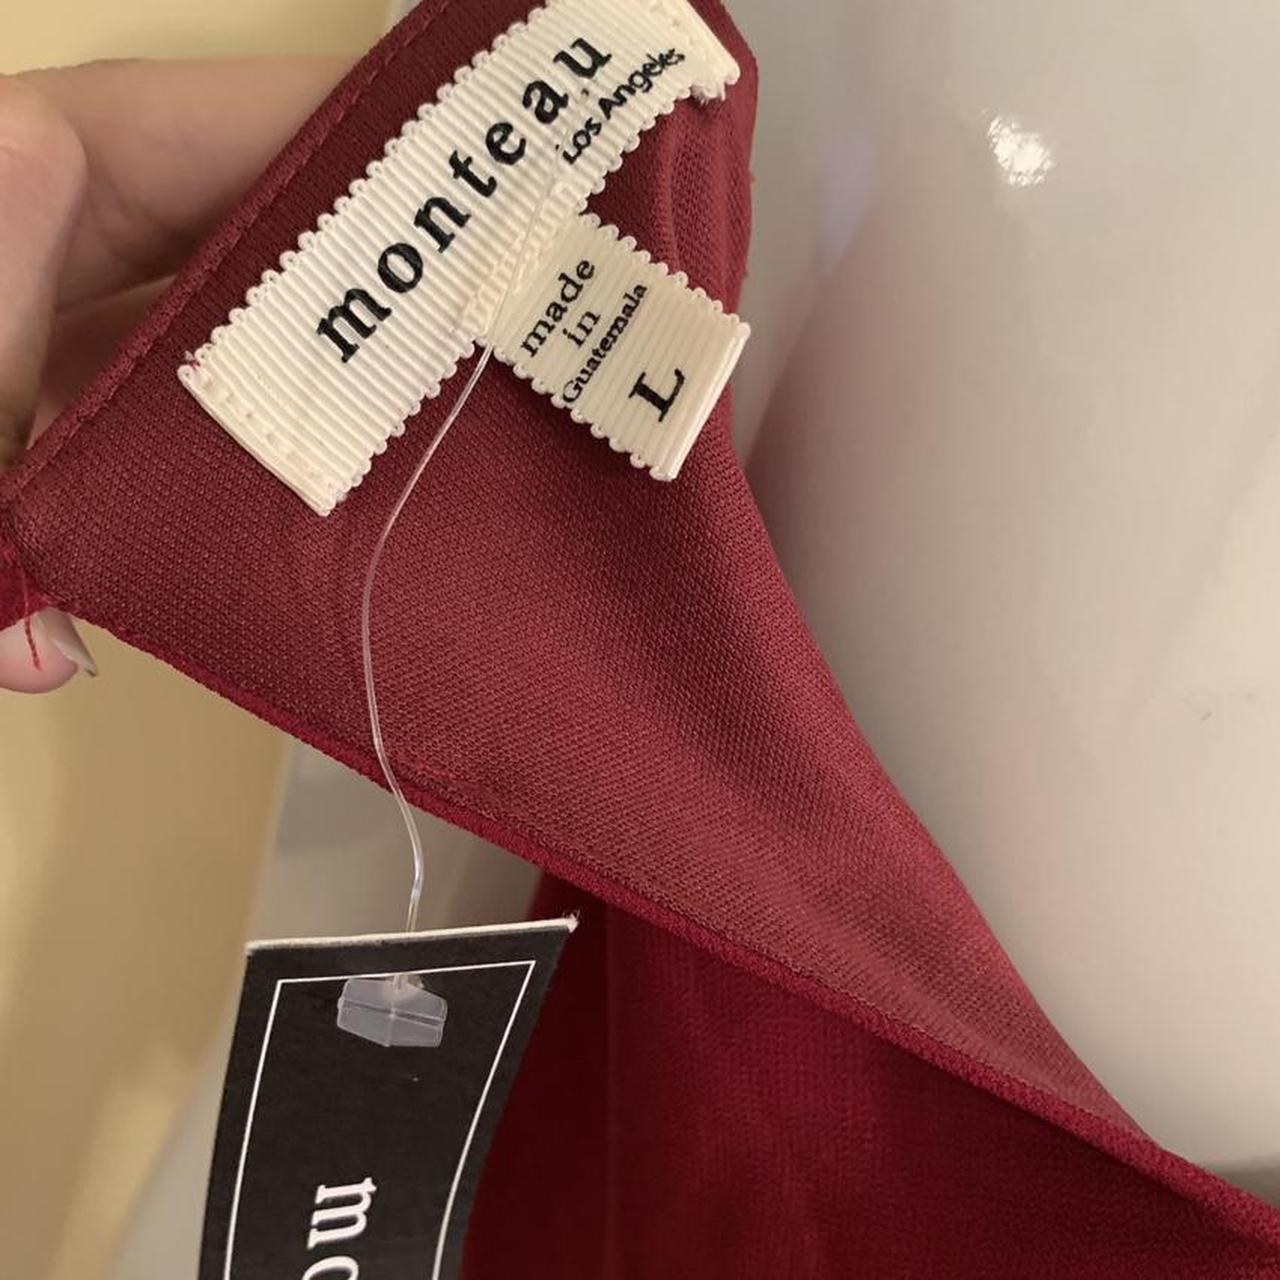 monteau
Los Angeles
made
in
Guatemala
L
mo